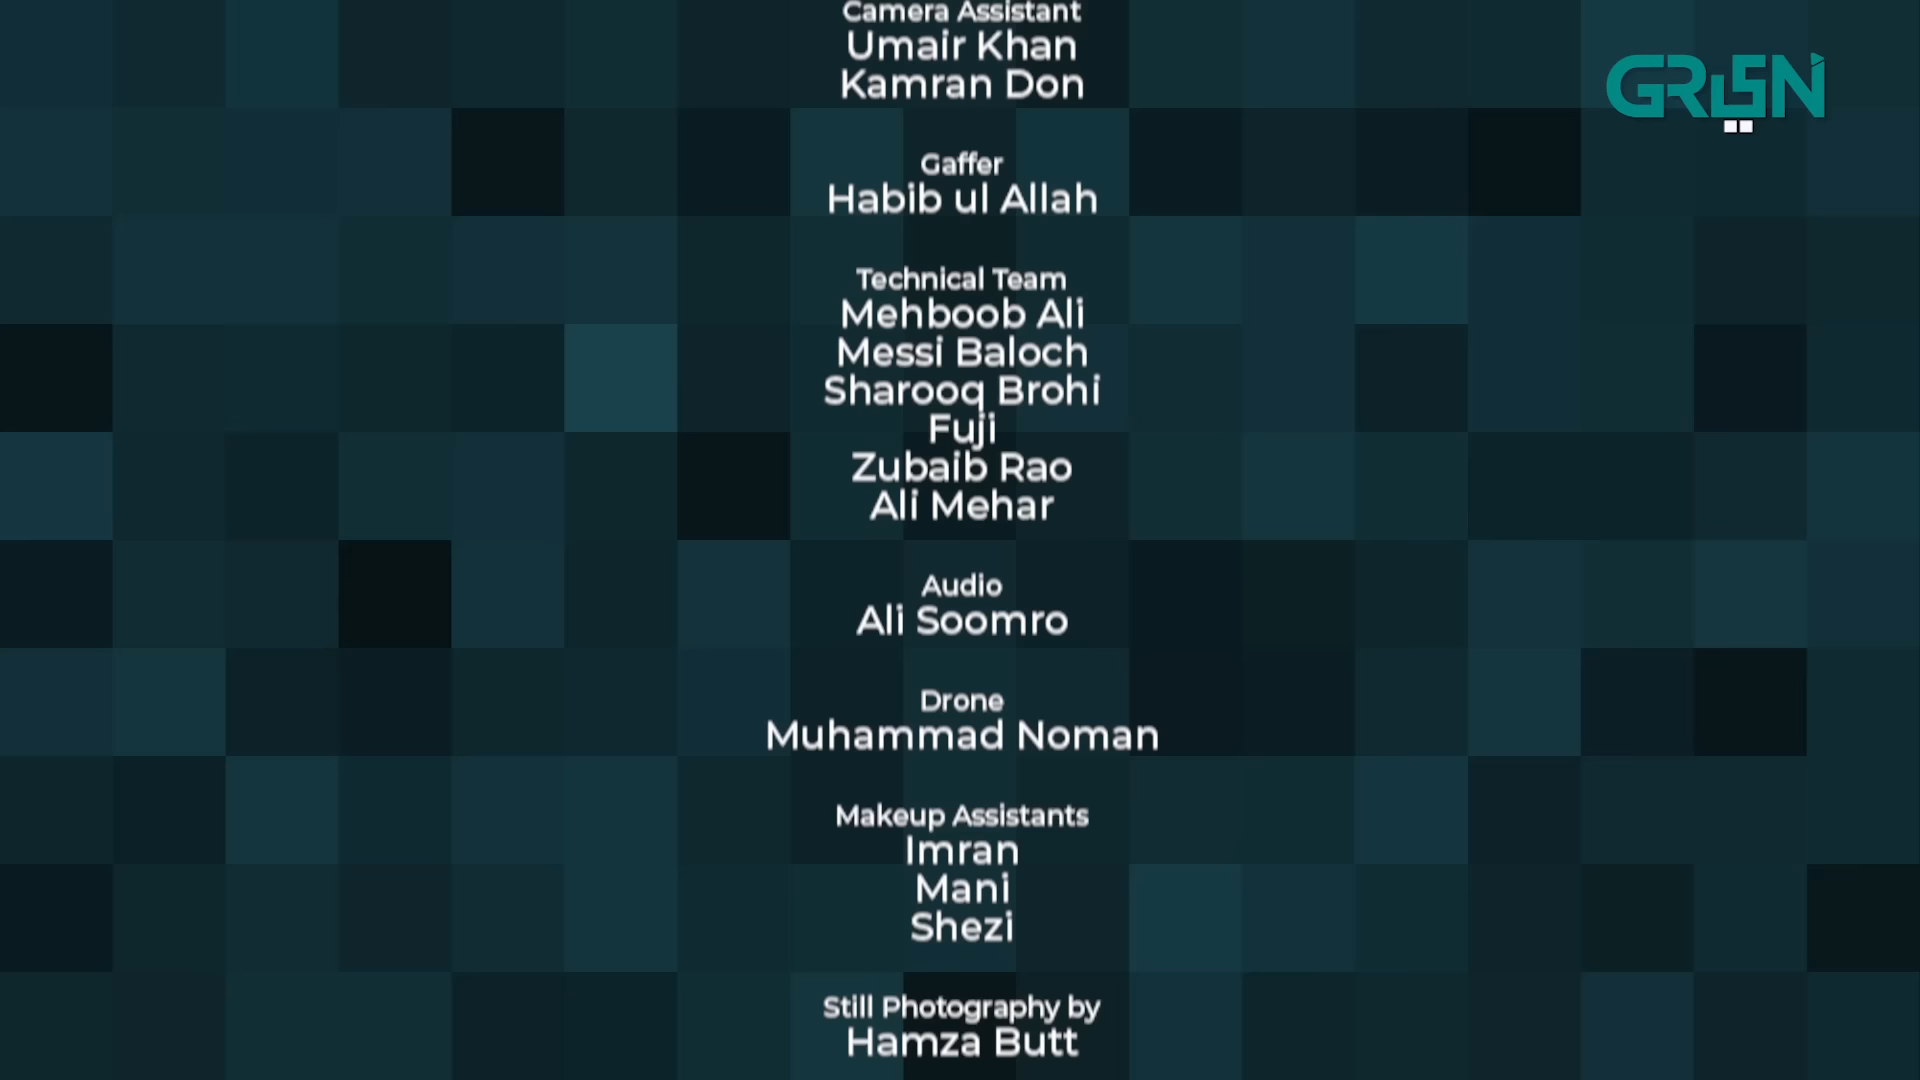 Camera Assistant
Umair Khan
Kamran Don
GREEN
Gaffer
Habib ul Allah
Technical Team
Mehboob Ali
Messi Baloch
Sharooq Brohi
Fuji
Zubaib Rao
Ali Mehar
Audio
Ali Soomro
Drone
Muhammad Noman
Makeup Assistants
Imran
Mani
Shezi
Still Photography by
Hamza Butt